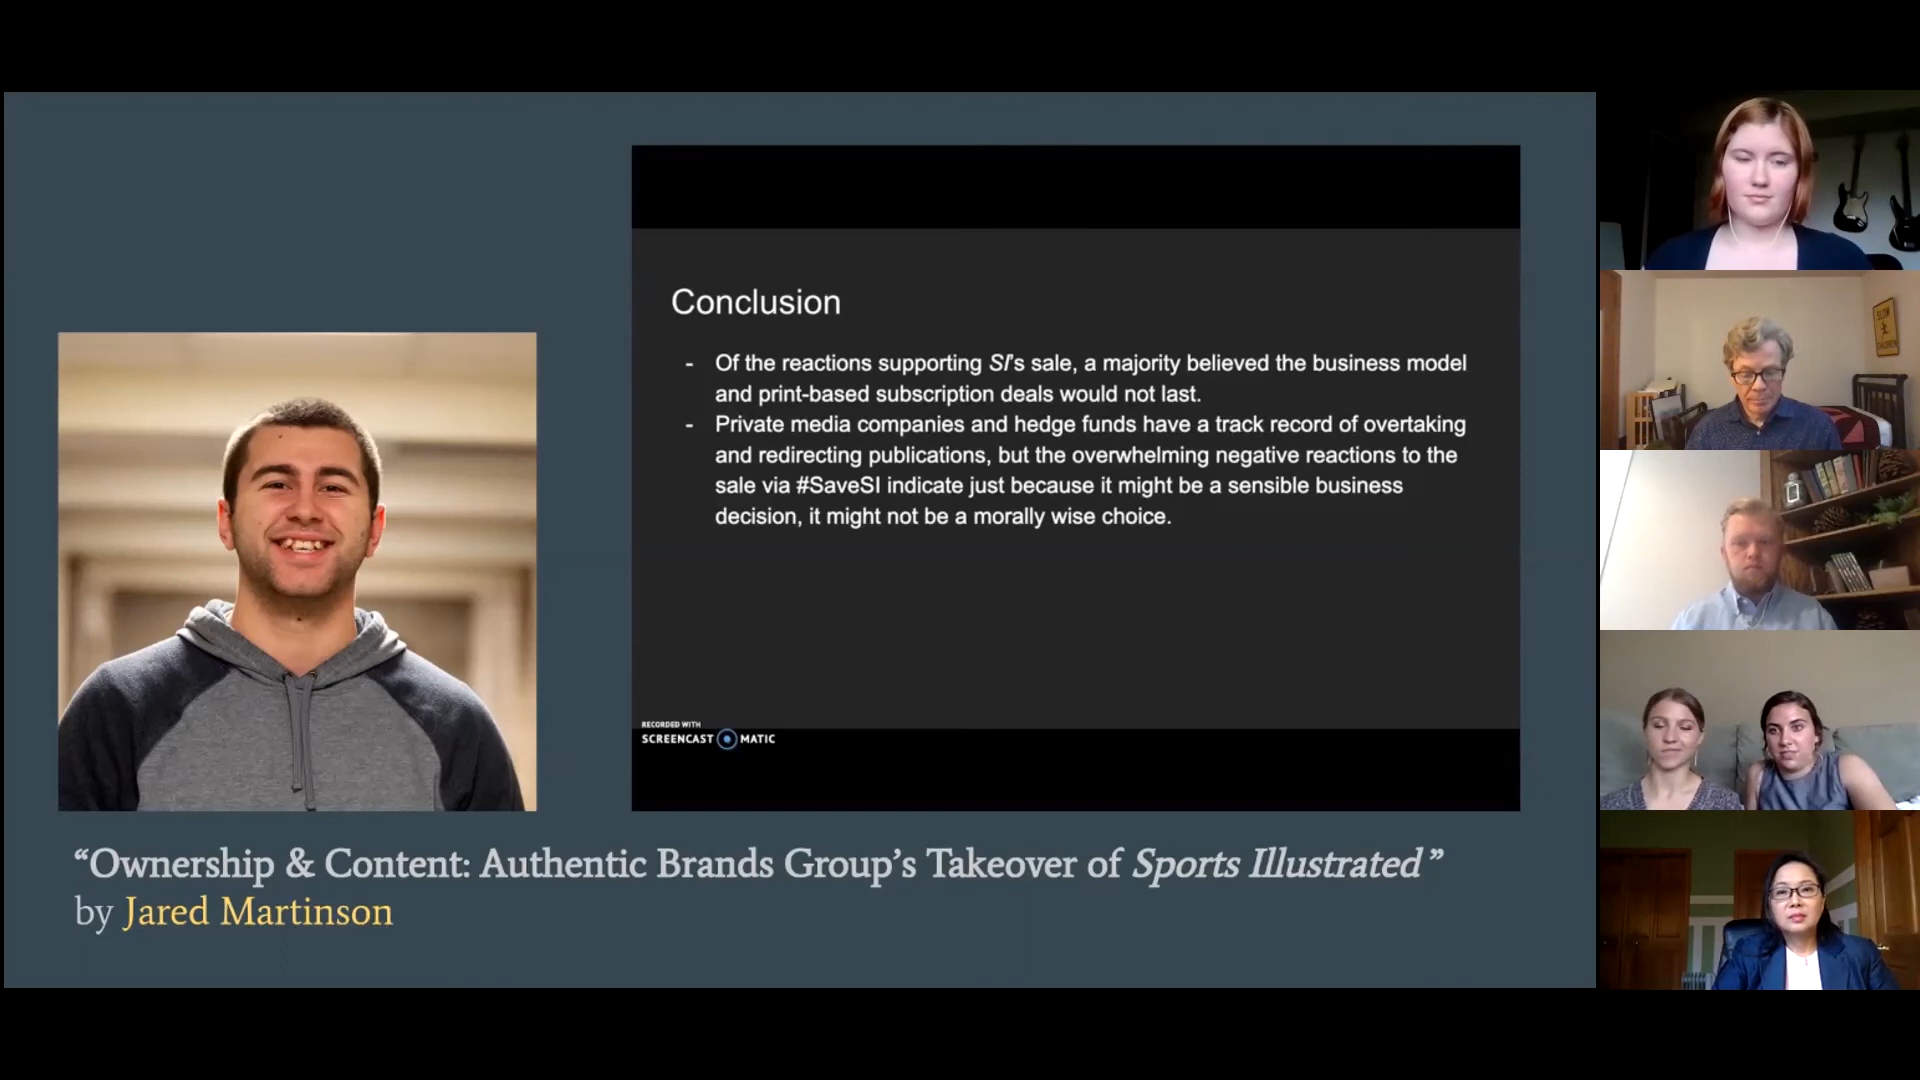 Conclusion
- Of the reactions supporting SI's sale, a majority believed the business model
and print-based subscription deals would not last.
- Private media companies and hedge funds have a track record of overtaking
and redirecting publications, but the overwhelming negative reactions to the
sale via #SaveSI indicate just because it might be a sensible business
decision, it might not be a morally wise choice.
RECORDED WITH
SCREENCAST MATIC
“Ownership & Content: Authentic Brands Group’s Takeover of Sports Illustrated”
by Jared Martinson
SLOW
CHILDREN